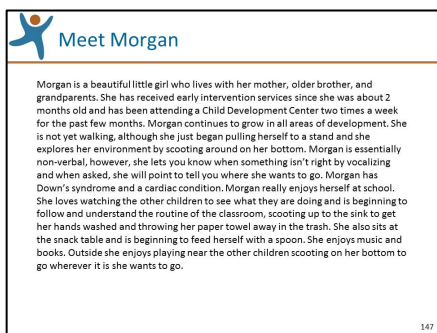 Meet Morgan
Morgan is a beautiful little girl who lives with her mother, older brother, and
grandparents. She has received early intervention services since she was about 2
months old and has been attending a Child Development Center two times a week
for the past few months. Morgan continues to grow in all areas of development. She
is not yet walking, although she just began pulling herself to a stand and she
explores her environment by scooting around on her bottom. Morgan is essentially
non-verbal, however, she lets you know when something isn't right by vocalizing
and when asked, she will point to tell you where she wants to go. Morgan has
Down's syndrome and a cardiac condition. Morgan really enjoys herself at school.
She loves watching the other children to see what they are doing and is beginning to
follow and understand the routine of the classroom, scooting up to the sink to get
her hands washed and throwing her paper towel away in the trash. She also sits at
the snack table and is beginning to feed herself with a spoon. She enjoys music and
books. Outside she enjoys playing near the other children scooting on her bottom to
go wherever it is she wants to go.
147